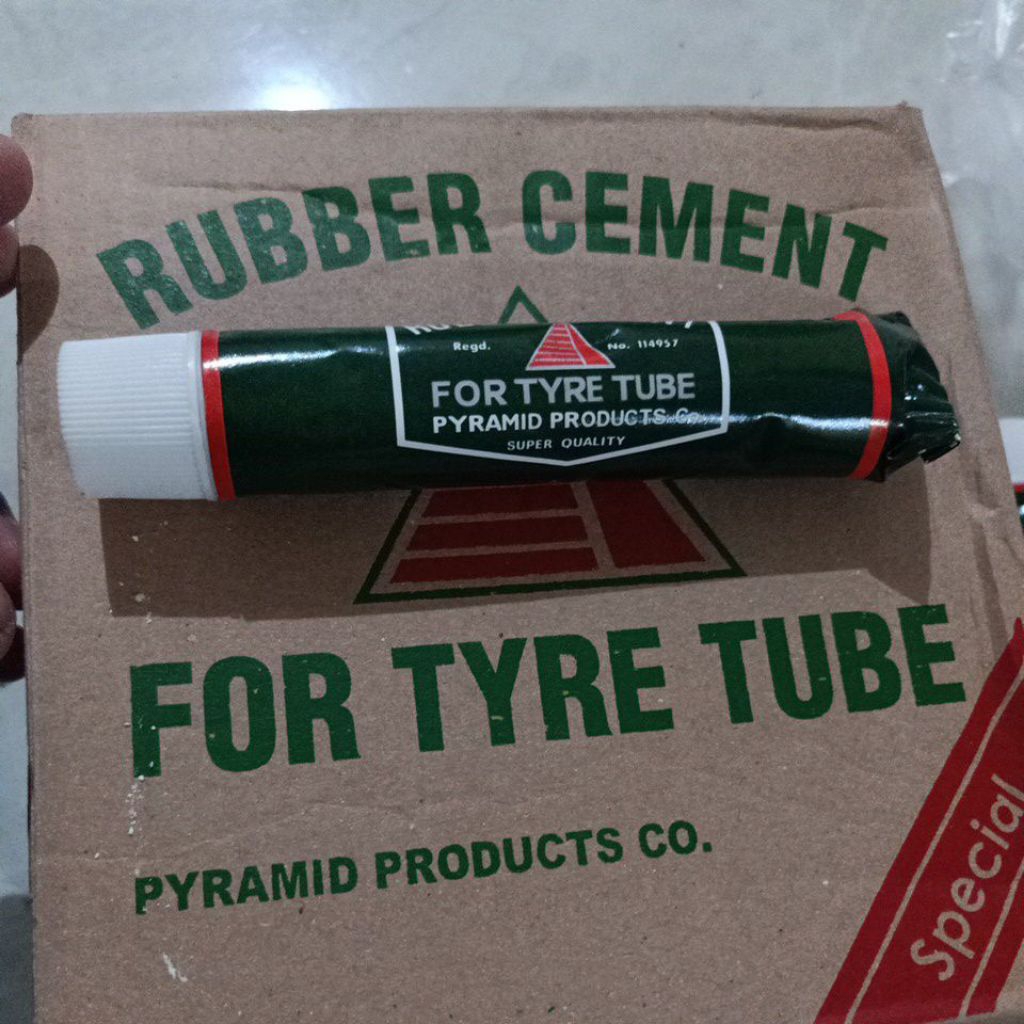 RUBBER CEMENT
Regd. No. 114957
FOR TYRE TUBE
PYRAMID PRODUCTS Co.
SUPER QUALITY
FOR TYRE TUBE
PYRAMID PRODUCTS CO.
Special